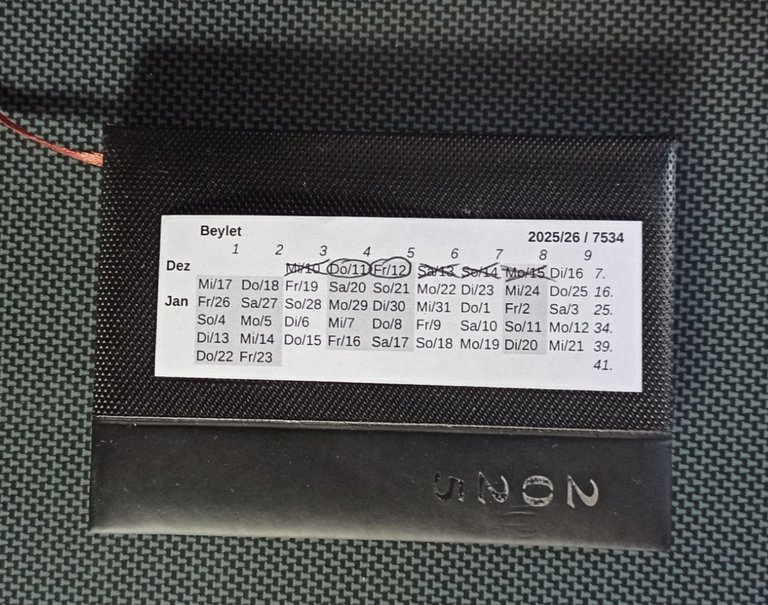 Beylet 2025/26 / 7534
1 2 3 4 5 6 7 8 9
Dez Mi/10 Do/11 Fr/12 Sa/13 So/14 Mo/15 Di/16 7.
Mi/17 Do/18 Fr/19 Sa/20 So/21 Mo/22 Di/23 Mi/24 Do/25 16.
Jan Fr/26 Sa/27 So/28 Mo/29 Di/30 Mi/31 Do/1 Fr/2 Sa/3 25.
So/4 Mo/5 Di/6 Mi/7 Do/8 Fr/9 Sa/10 So/11 Mo/12 34.
Di/13 Mi/14 Do/15 Fr/16 Sa/17 So/18 Mo/19 Di/20 Mi/21 39.
Do/22 Fr/23 41.
2025